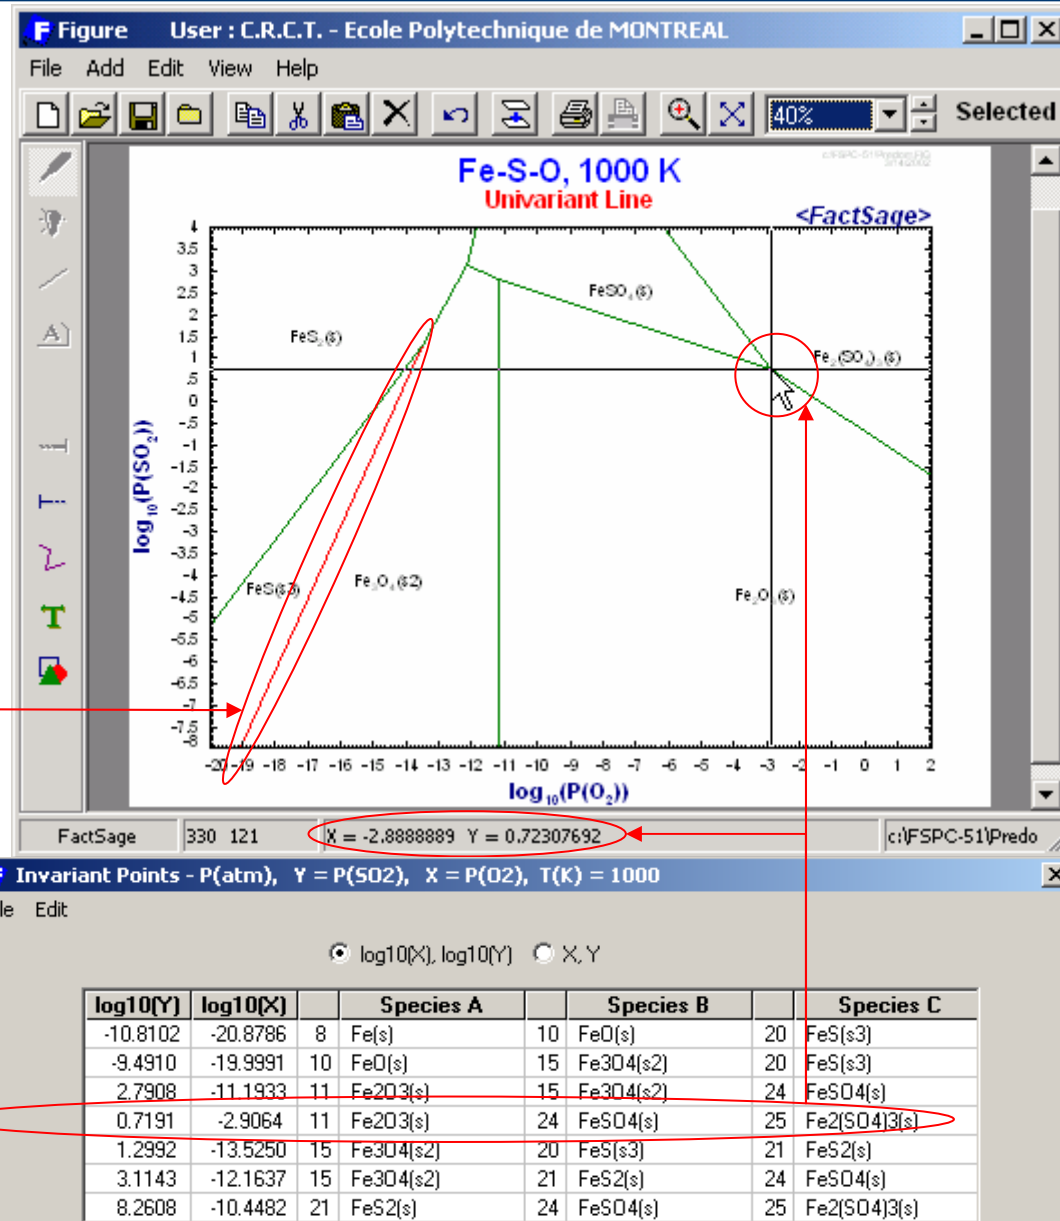 Figure User : C.R.C.T. - Ecole Polytechnique de MONTREAL
File Add Edit View Help
40% Selected
Fe-S-O, 1000 K
Univariant Line
<FactSage>
4
3.5
3
2.5
2
1.5
1
.5
0
-.5
-1
-1.5
-2
-2.5
-3
-3.5
-4
-4.5
-5
-5.5
-6
-6.5
-7
-7.5
-8
log10(P(SO2))
FeSO4(s)
FeS2(s)
Fe2(SO4)3(s)
FeS(s3)
Fe3O4(s2)
Fe2O3(s)
-20 -19 -18 -17 -16 -15 -14 -13 -12 -11 -10 -9 -8 -7 -6 -5 -4 -3 -2 -1 0 1 2
log10(P(O2))
FactSage 330 121 X = -2.8888889 Y = 0.72307692 c:\FSPC-51\Predo
Invariant Points - P(atm), Y = P(SO2), X = P(O2), T(K) = 1000
le Edit
log10(X), log10(Y) X, Y
log10(Y) log10(X) Species A Species B Species C
-10.8102 -20.8786 8 Fe(s) 10 FeO(s) 20 FeS(s3)
-9.4910 -19.9991 10 FeO(s) 15 Fe3O4(s2) 20 FeS(s3)
2.7908 -11.1933 11 Fe2O3(s) 15 Fe3O4(s2) 24 FeSO4(s)
0.7191 -2.9064 11 Fe2O3(s) 24 FeSO4(s) 25 Fe2(SO4)3(s)
1.2992 -13.5250 15 Fe3O4(s2) 20 FeS(s3) 21 FeS2(s)
3.1143 -12.1637 15 Fe3O4(s2) 21 FeS2(s) 24 FeSO4(s)
8.2608 -10.4482 21 FeS2(s) 24 FeSO4(s) 25 Fe2(SO4)3(s)